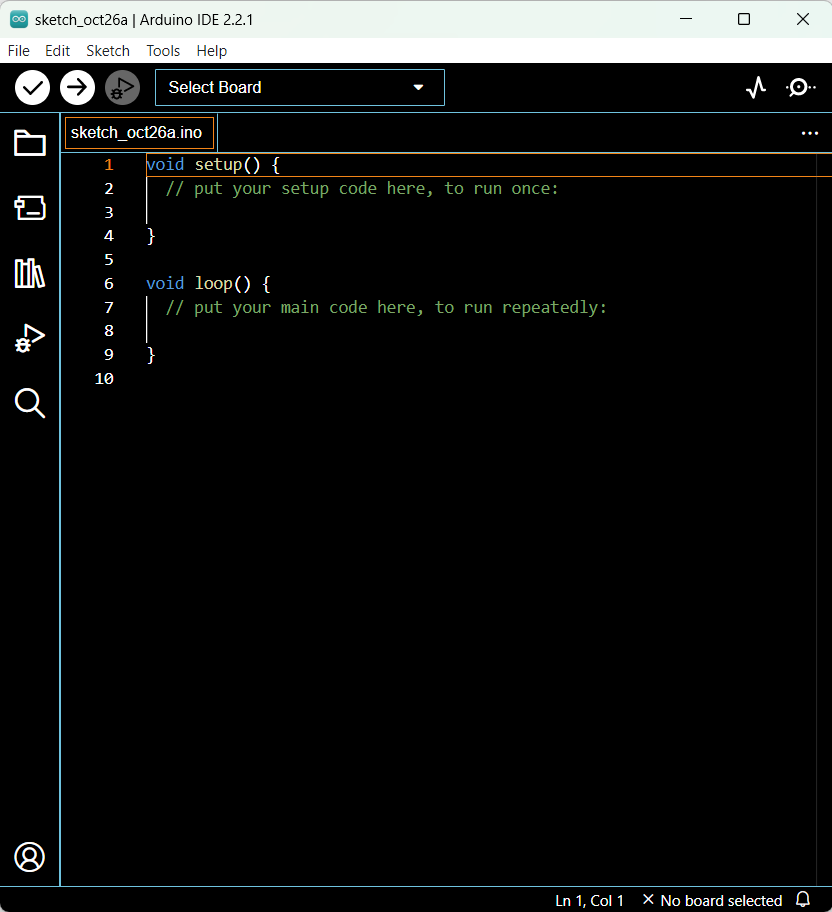 sketch_oct26a | Arduino IDE 2.2.1
File Edit Sketch Tools Help
Select Board
sketch_oct26a.ino
1 void setup() {
2 // put your setup code here, to run once:
3
4 }
5
6 void loop() {
7 // put your main code here, to run repeatedly:
8
9 }
10
Ln 1, Col 1 No board selected